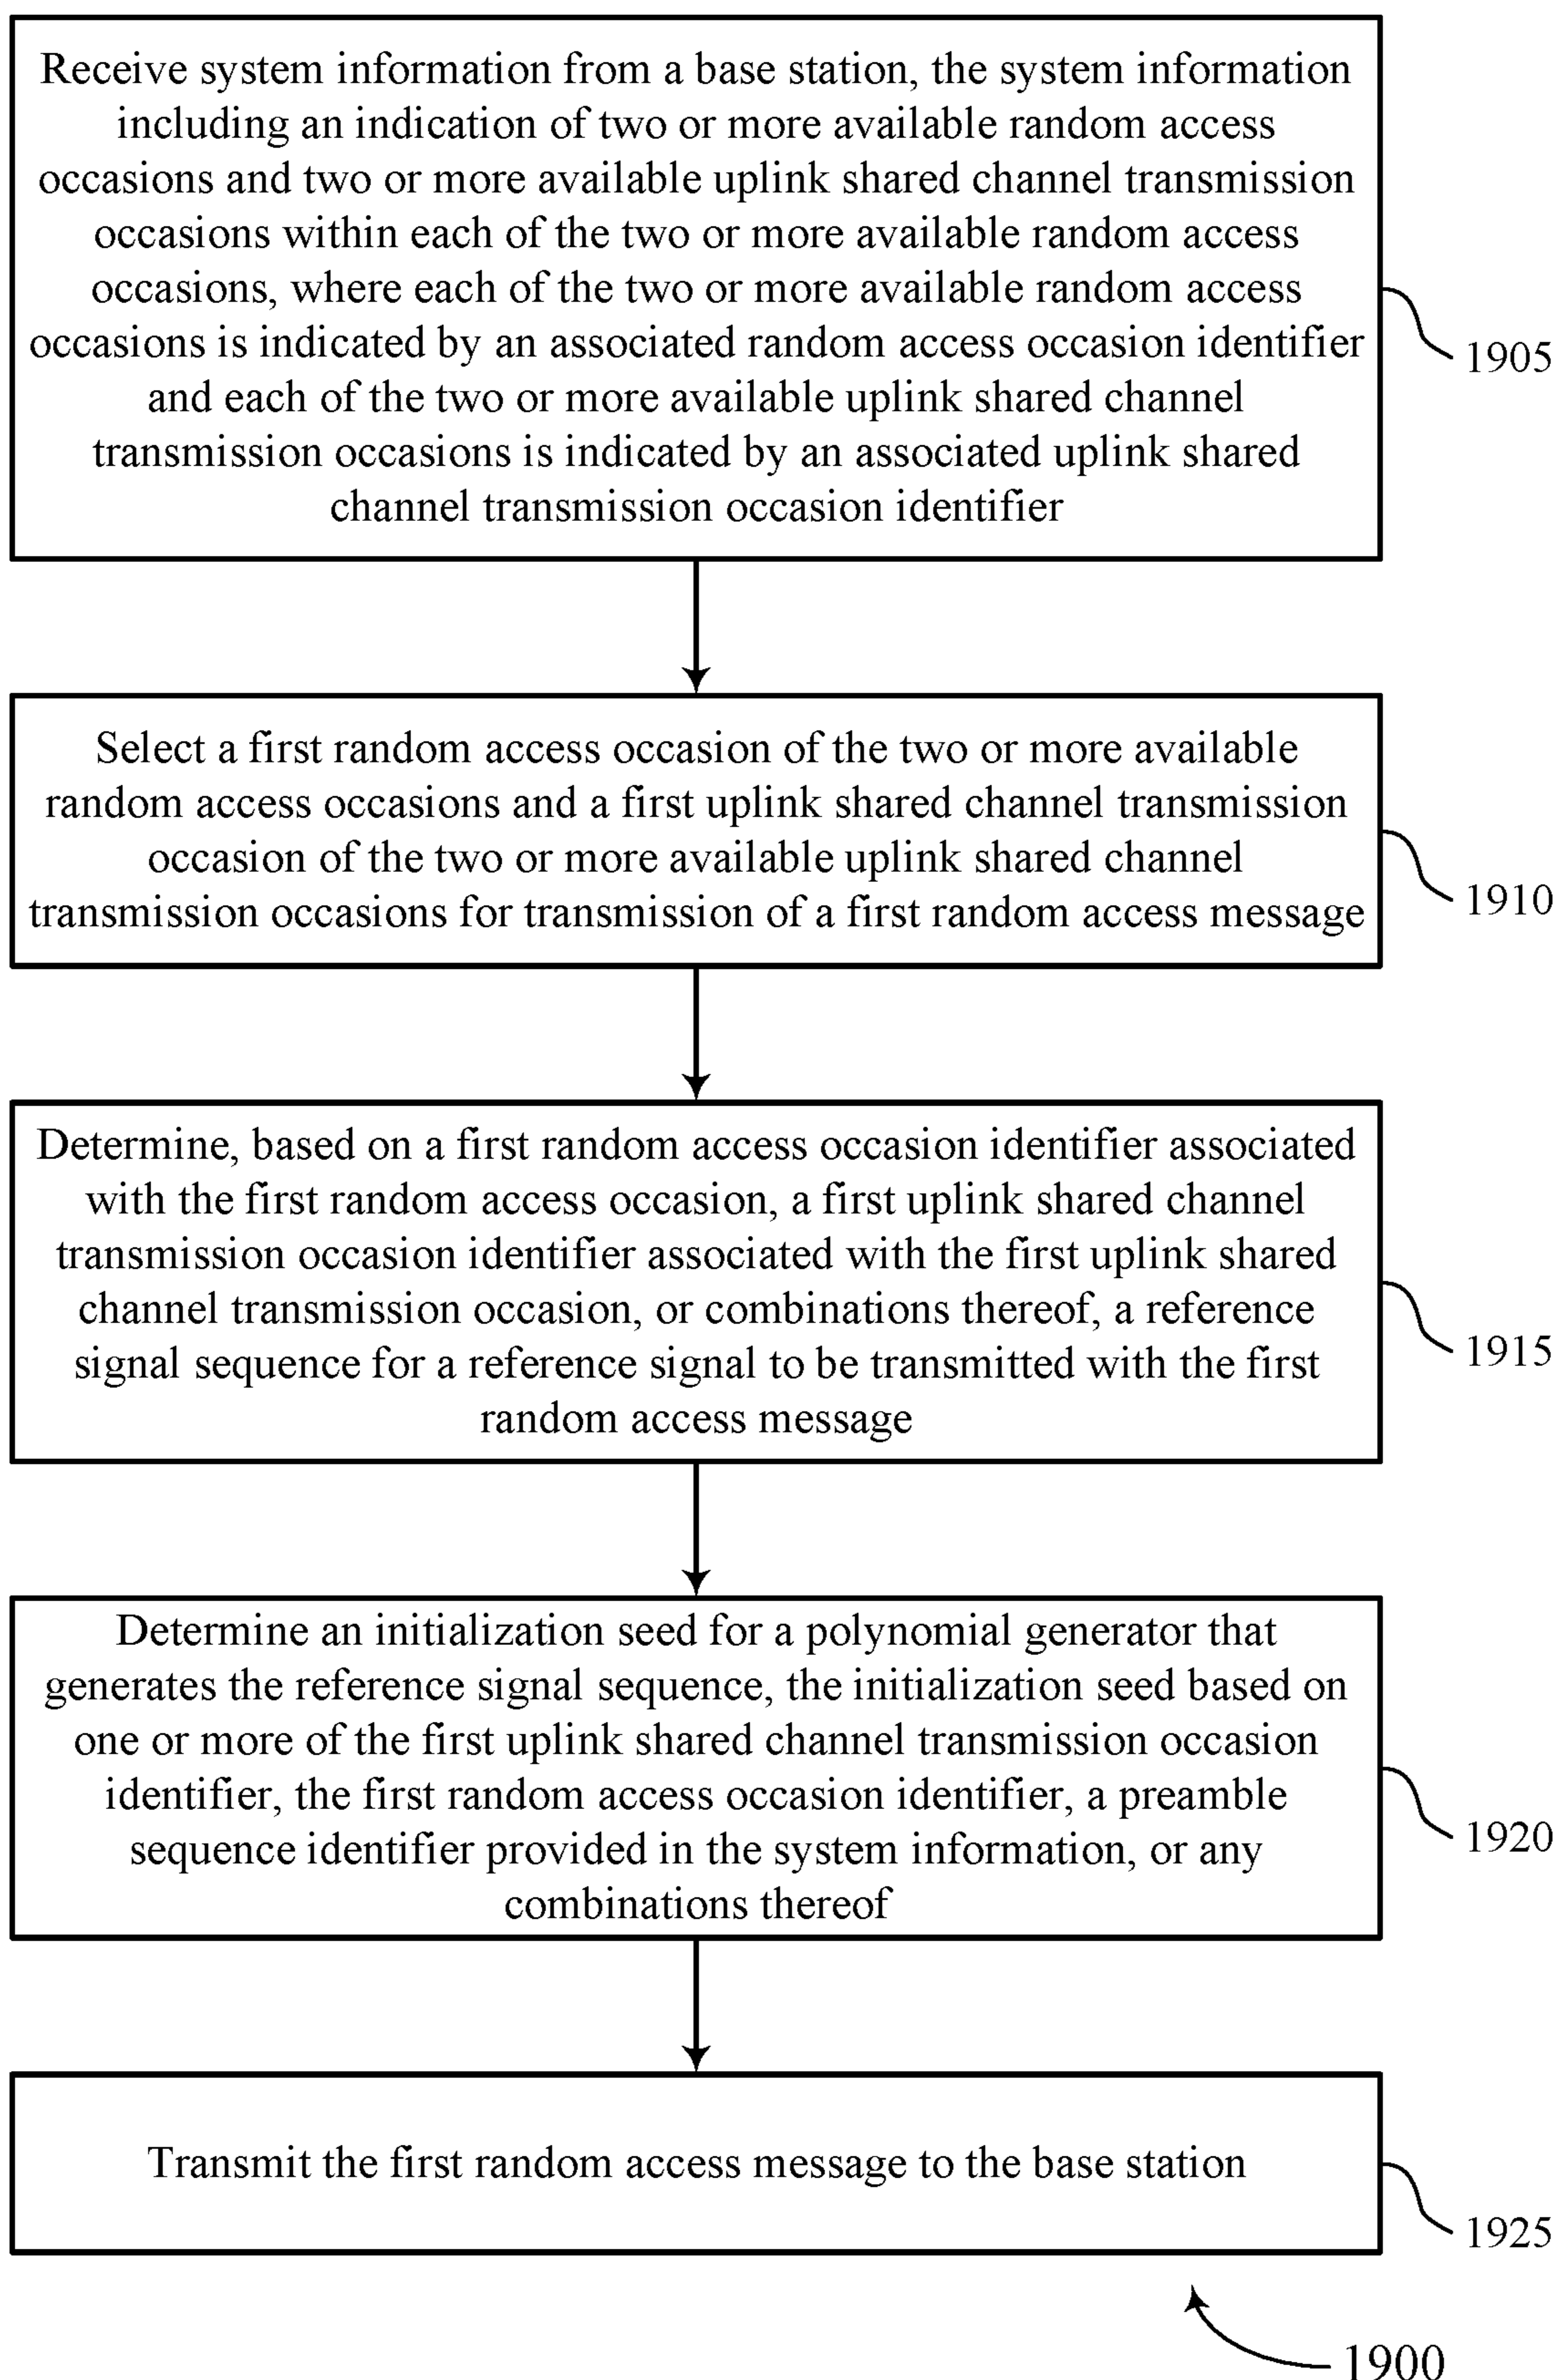 Receive system information from a base station, the system information
including an indication of two or more available random access
occasions and two or more available uplink shared channel transmission
occasions within each of the two or more available random access
occasions, where each of the two or more available random access
occasions is indicated by an associated random access occasion identifier
and each of the two or more available uplink shared channel
transmission occasions is indicated by an associated uplink shared
channel transmission occasion identifier
1905
Select a first random access occasion of the two or more available
random access occasions and a first uplink shared channel transmission
occasion of the two or more available uplink shared channel
transmission occasions for transmission of a first random access message
1910
Determine, based on a first random access occasion identifier associated
with the first random access occasion, a first uplink shared channel
transmission occasion identifier associated with the first uplink shared
channel transmission occasion, or combinations thereof, a reference
signal sequence for a reference signal to be transmitted with the first
random access message
1915
Determine an initialization seed for a polynomial generator that
generates the reference signal sequence, the initialization seed based on
one or more of the first uplink shared channel transmission occasion
identifier, the first random access occasion identifier, a preamble
sequence identifier provided in the system information, or any
combinations thereof
1920
Transmit the first random access message to the base station
1925
1900